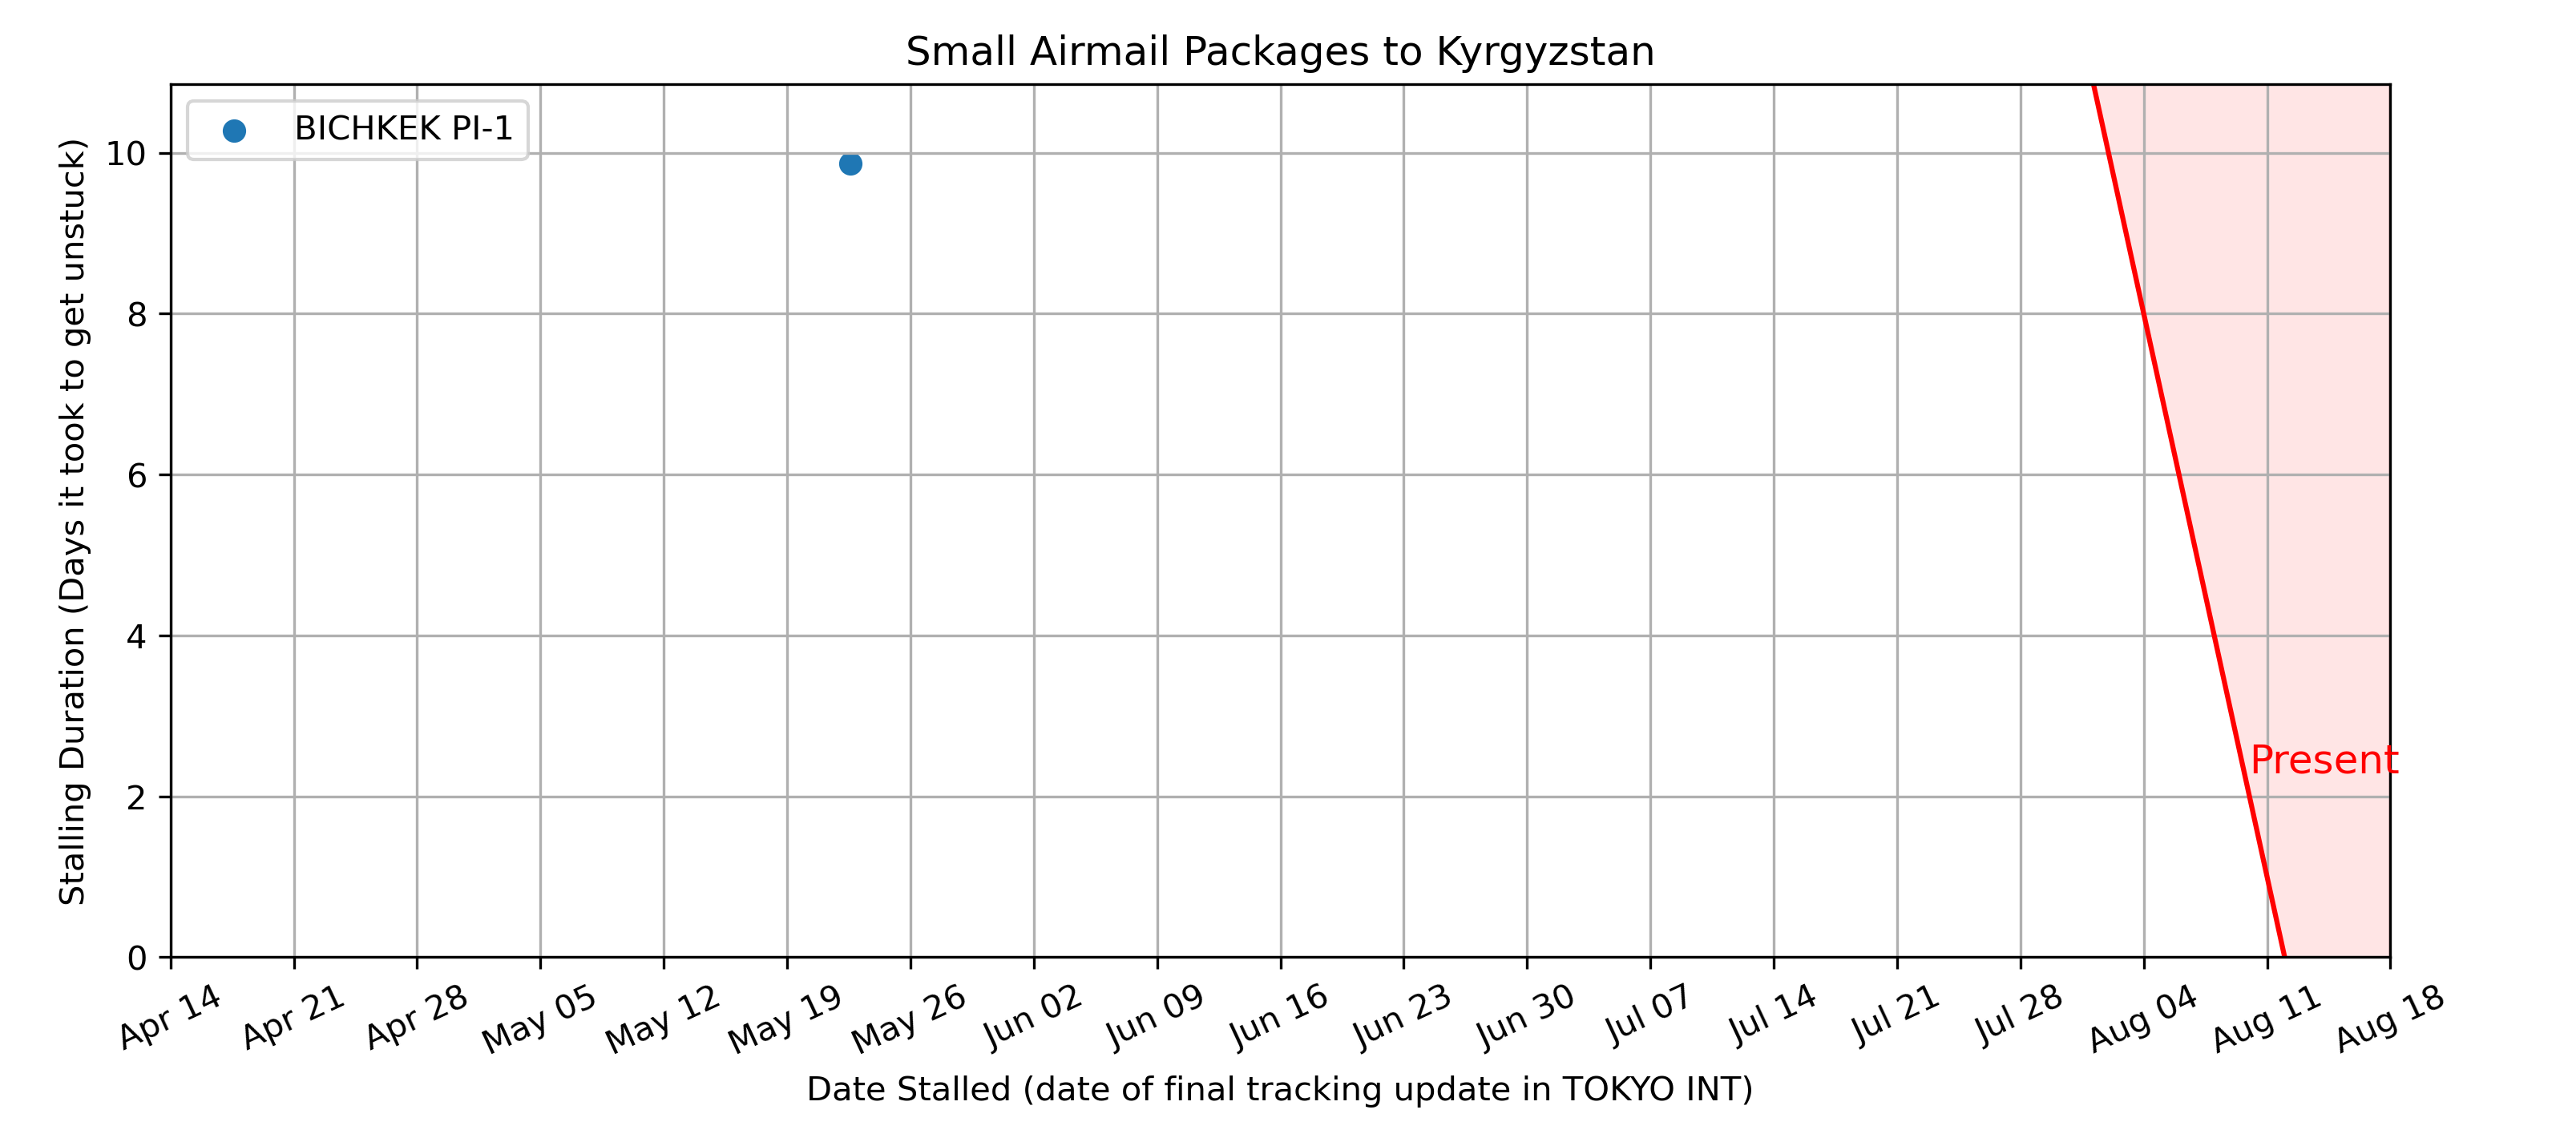 Small Airmail Packages to Kyrgyzstan
BICHKEK PI-1
Stalling Duration (Days it took to get unstuck)
10
8
6
4
2
0
Present
Apr 14
Apr 21
Apr 28
May 05
May 12
May 19
May 26
Jun 02
Jun 09
Jun 16
Jun 23
Jun 30
Jul 07
Jul 14
Jul 21
Jul 28
Aug 04
Aug 11
Aug 18
Date Stalled (date of final tracking update in TOKYO INT)